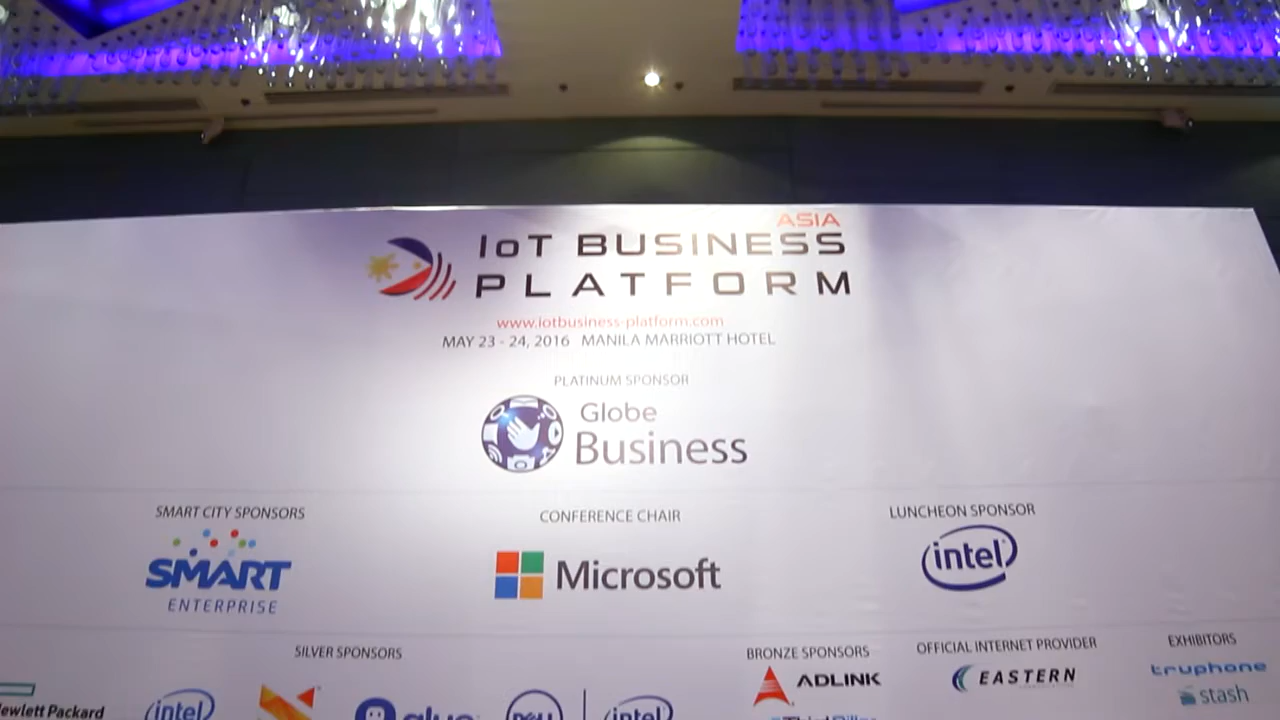 ASIA
IoT BUSINESS
PLATFORM
www.iotbusiness-platform.com
MAY 23 - 24, 2016 MANILA MARRIOTT HOTEL
PLATINUM SPONSOR
Globe
Business
SMART CITY SPONSORS
CONFERENCE CHAIR
LUNCHEON SPONSOR
SMART
ENTERPRISE
Microsoft
intel
SILVER SPONSORS
BRONZE SPONSORS
OFFICIAL INTERNET PROVIDER
EXHIBITORS
Hewlett Packard
intel
DELL
intel
ADLINK
EASTERN
truphone
stash